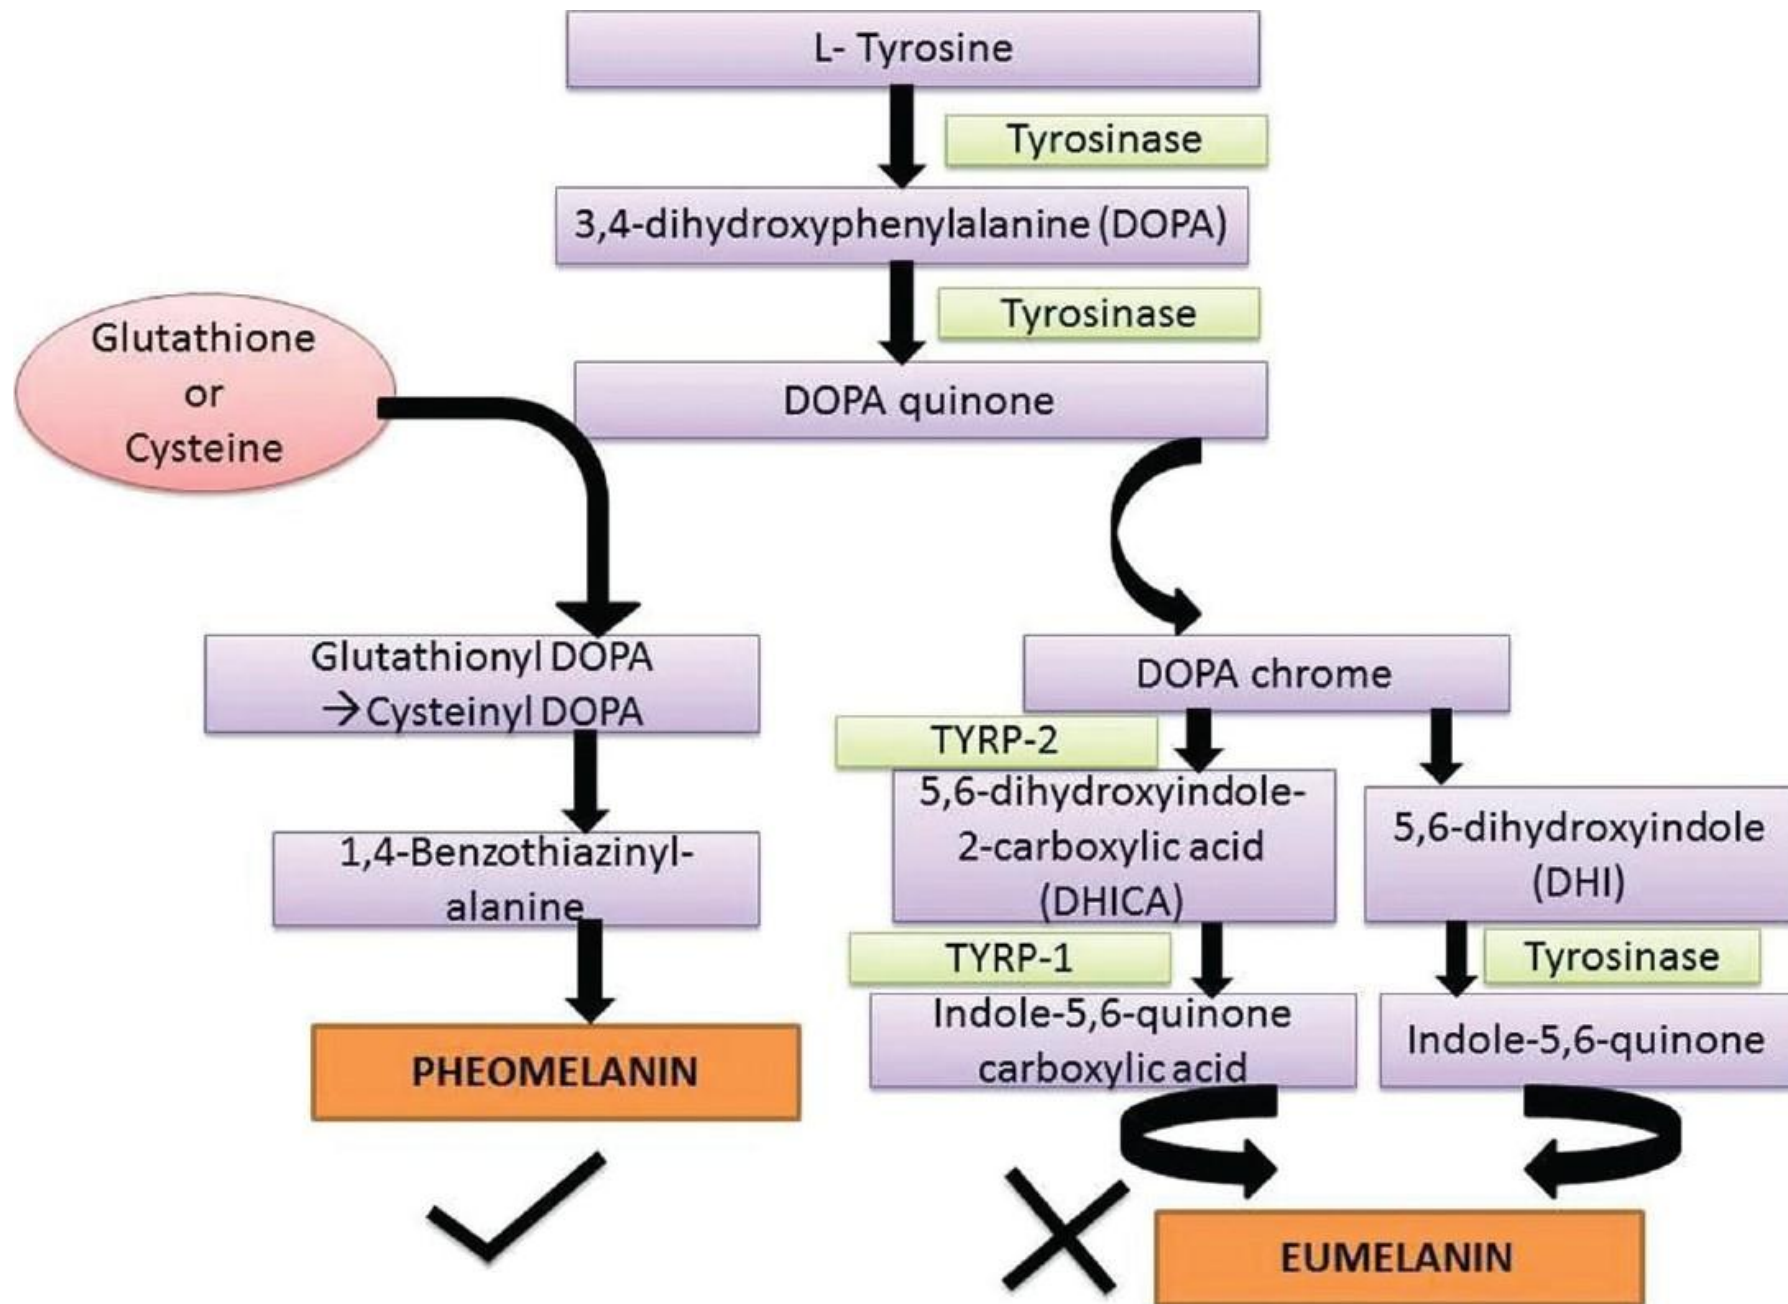 L- Tyrosine
Tyrosinase
3,4-dihydroxyphenylalanine (DOPA)
Tyrosinase
Glutathione
or
Cysteine
DOPA quinone
Glutathionyl DOPA
→Cysteinyl DOPA
DOPA chrome
TYRP-2
1,4-Benzothiazinyl-
alanine
5,6-dihydroxyindole-
2-carboxylic acid
(DHICA)
5,6-dihydroxyindole
(DHI)
TYRP-1
Tyrosinase
PHEOMELANIN
Indole-5,6-quinone
carboxylic acid
Indole-5,6-quinone
EUMELANIN